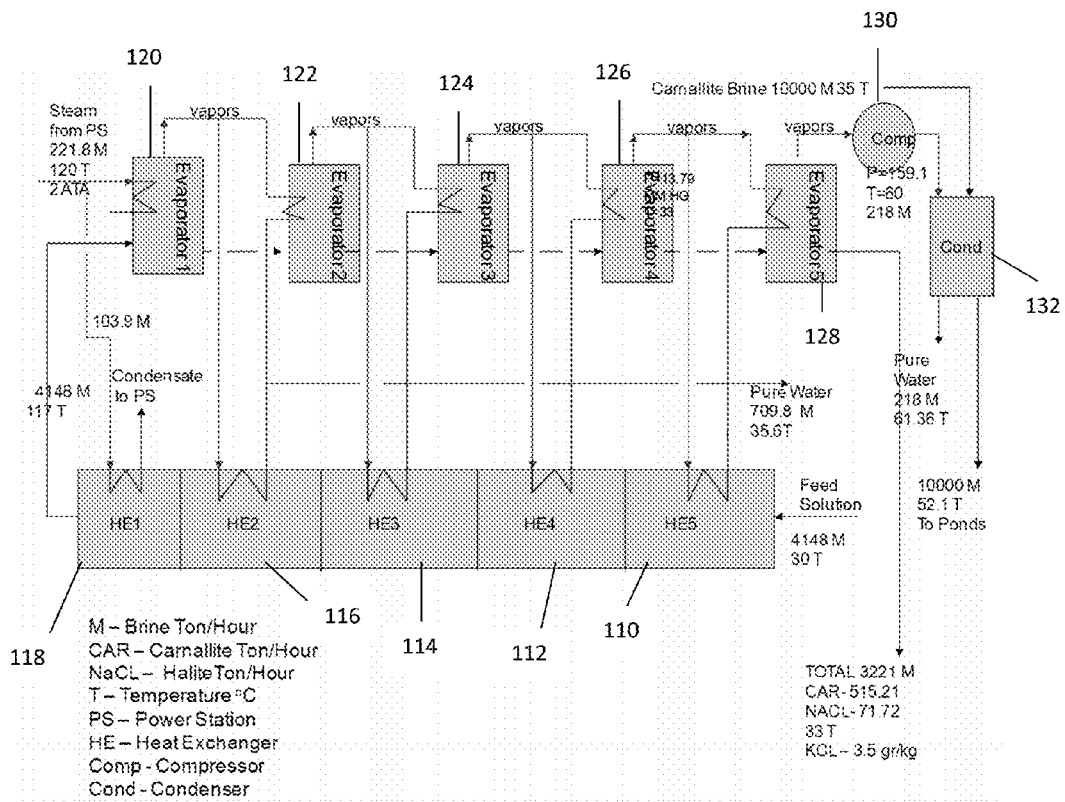 130
120
122
124
126
Carnallite Brine 10000 M 35 T
Steam
from PS
221.8 M
120 T
2 ATA
vapors
vapors
vapors
vapors
vapors
Comp
P=159.1
T=60
218 M
Evaporator 1
Evaporator 2
Evaporator 3
Evaporator 4
Evaporator 5
Cond
132
128
103.9 M
4148 M
117 T
Condensate
to PS
Pure Water
709.8 M
35.6 T
Pure
Water
218 M
61.36 T
10000 M
52.1 T
To Ponds
Feed
Solution
4148 M
30 T
HE1
HE2
HE3
HE4
HE5
118
116
114
112
110
M – Brine Ton/Hour
CAR – Carnallite Ton/Hour
NaCL – Halite Ton/Hour
T – Temperature °C
PS – Power Station
HE – Heat Exchanger
Comp - Compressor
Cond - Condenser
TOTAL 3221 M
CAR- 515.21
NACL- 71.72
33 T
KCL – 3.5 gr/kg